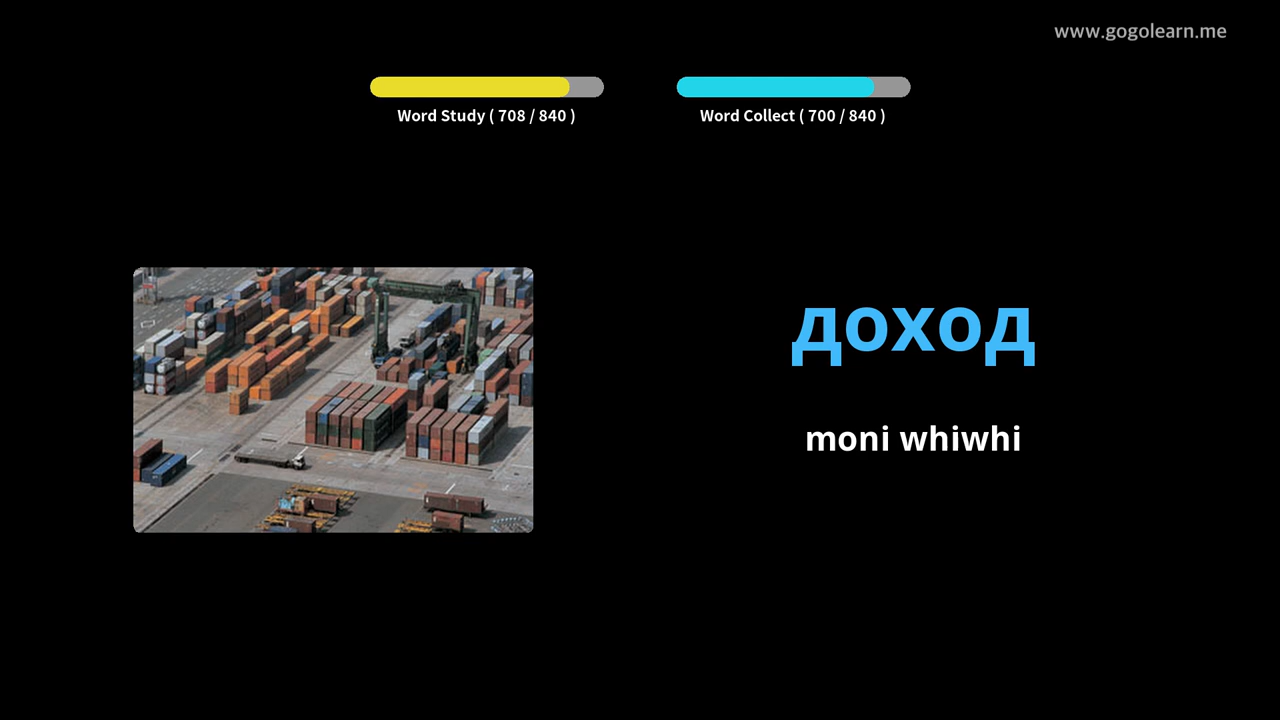 www.gogolearn.me
Word Study ( 708 / 840 )
Word Collect ( 700 / 840 )
доход
moni whiwhi